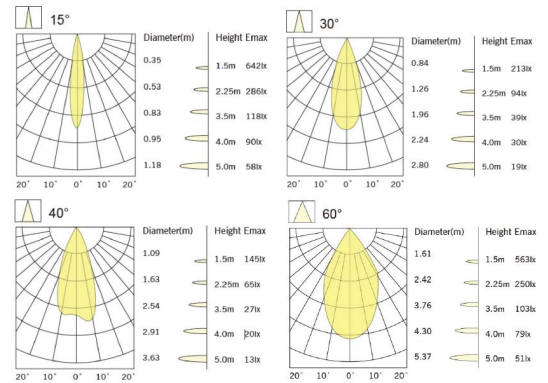 15°
Diameter(m) Height Emax
0.35 1.5m 642lx
0.53 2.25m 286lx
0.83 3.5m 118lx
0.95 4.0m 90lx
1.18 5.0m 58lx
20° 10° 0° 10° 20°
30°
Diameter(m) Height Emax
0.84 1.5m 213lx
1.26 2.25m 94lx
1.96 3.5m 39lx
2.24 4.0m 30lx
2.80 5.0m 19lx
20° 10° 0° 10° 20°
40°
Diameter(m) Height Emax
1.09 1.5m 145lx
1.63 2.25m 65lx
2.54 3.5m 27lx
2.91 4.0m 20lx
3.63 5.0m 13lx
20° 10° 0° 10° 20°
60°
Diameter(m) Height Emax
1.61 1.5m 563lx
2.42 2.25m 250lx
3.76 3.5m 103lx
4.30 4.0m 79lx
5.37 5.0m 51lx
20° 10° 0° 10° 20°